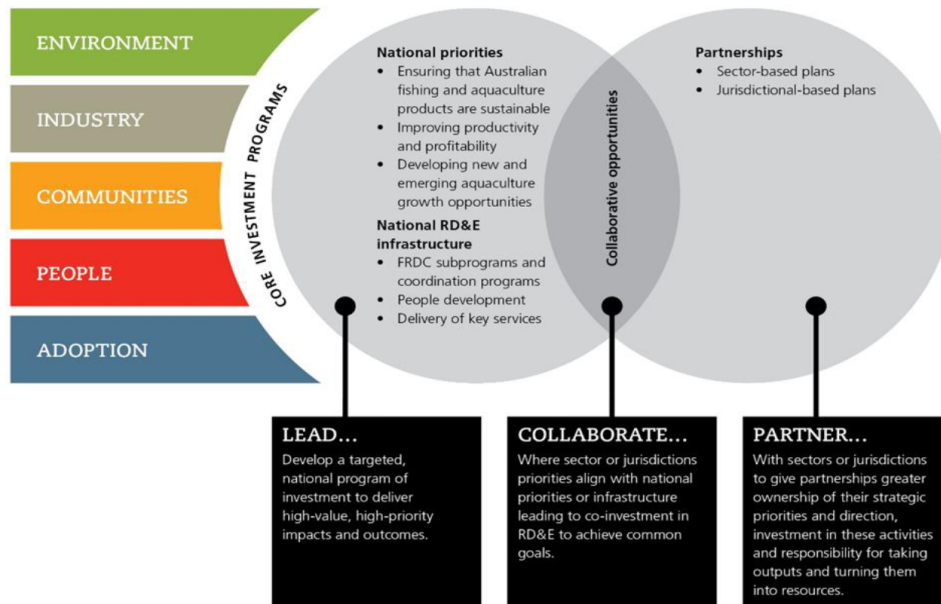 ENVIRONMENT
INDUSTRY
COMMUNITIES
PEOPLE
ADOPTION
CORE INVESTMENT PROGRAMS
National priorities
• Ensuring that Australian
fishing and aquaculture
products are sustainable
• Improving productivity
and profitability
• Developing new and
emerging aquaculture
growth opportunities
National RD&E
infrastructure
• FRDC subprograms and
coordination programs
• People development
• Delivery of key services
Collaborative opportunities
Partnerships
• Sector-based plans
• Jurisdictional-based plans
LEAD...
Develop a targeted,
national program of
investment to deliver
high-value, high-priority
impacts and outcomes.
COLLABORATE...
Where sector or jurisdictions
priorities align with national
priorities or infrastructure
leading to co-investment in
RD&E to achieve common
goals.
PARTNER...
With sectors or jurisdictions
to give partnerships greater
ownership of their strategic
priorities and direction,
investment in these activities
and responsibility for taking
outputs and turning them
into resources.